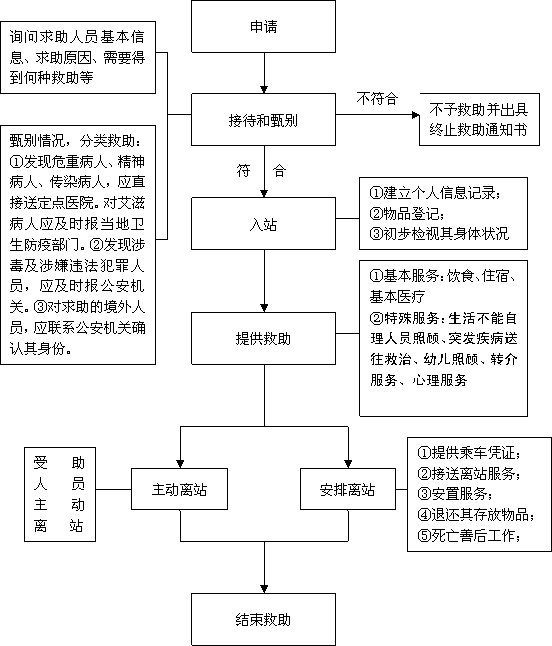 申请
询问求助人员基本信
息、求助原因、需要得
到何种救助等
接待和甄别
不符合
不予救助并出具
终止救助通知书
甄别情况，分类救助：
①发现危重病人、精神
病人、传染病人，应直
接送定点医院。对艾滋
病人应及时报当地卫
生防疫部门。②发现涉
毒及涉嫌违法犯罪人
员，应及时报公安机
关。③对求助的境外人
员，应联系公安机关确
认其身份。
符 合
入站
①建立个人信息记录；
②物品登记；
③初步检视其身体状况
提供救助
①基本服务：饮食、住宿、
基本医疗
②特殊服务：生活不能自
理人员照顾、突发疾病送
往救治、幼儿照顾、转介
服务、心理服务
受 助
人 员
主 动
离 站
主动离站
安排离站
①提供乘车凭证；
②接送离站服务；
③安置服务；
④退还其存放物品；
⑤死亡善后工作；
结束救助